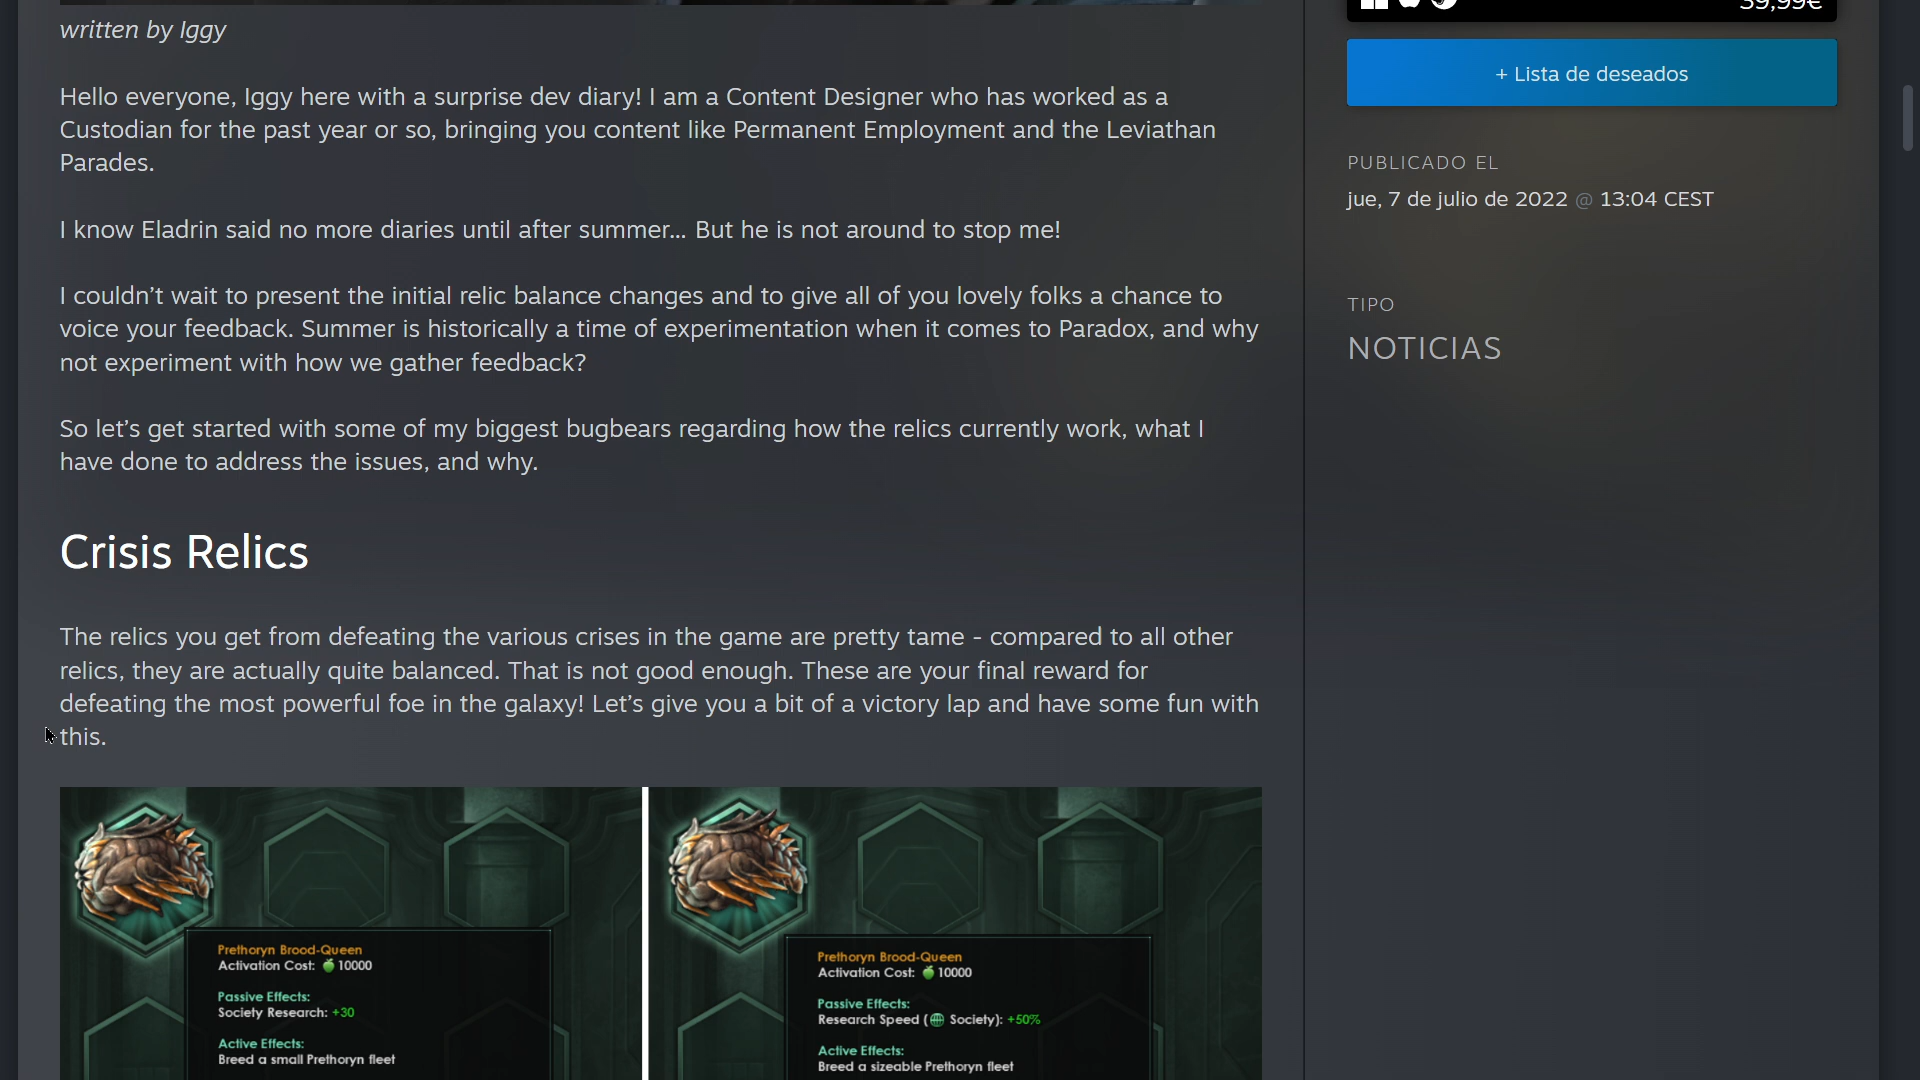 written by Iggy
Hello everyone, Iggy here with a surprise dev diary! I am a Content Designer who has worked as a
Custodian for the past year or so, bringing you content like Permanent Employment and the Leviathan
Parades.
I know Eladrin said no more diaries until after summer... But he is not around to stop me!
I couldn’t wait to present the initial relic balance changes and to give all of you lovely folks a chance to
voice your feedback. Summer is historically a time of experimentation when it comes to Paradox, and why
not experiment with how we gather feedback?
So let’s get started with some of my biggest bugbears regarding how the relics currently work, what I
have done to address the issues, and why.
Crisis Relics
The relics you get from defeating the various crises in the game are pretty tame - compared to all other
relics, they are actually quite balanced. That is not good enough. These are your final reward for
defeating the most powerful foe in the galaxy! Let’s give you a bit of a victory lap and have some fun with
this.
Prethoryn Brood-Queen
Activation Cost: 10000
Passive Effects:
Society Research: +30
Active Effects:
Breed a small Prethoryn fleet
Prethoryn Brood-Queen
Activation Cost: 10000
Passive Effects:
Research Speed ( Society): +50%
Active Effects:
Breed a sizeable Prethoryn fleet
39,99€
+ Lista de deseados
PUBLICADO EL
jue, 7 de julio de 2022 @ 13:04 CEST
TIPO
NOTICIAS